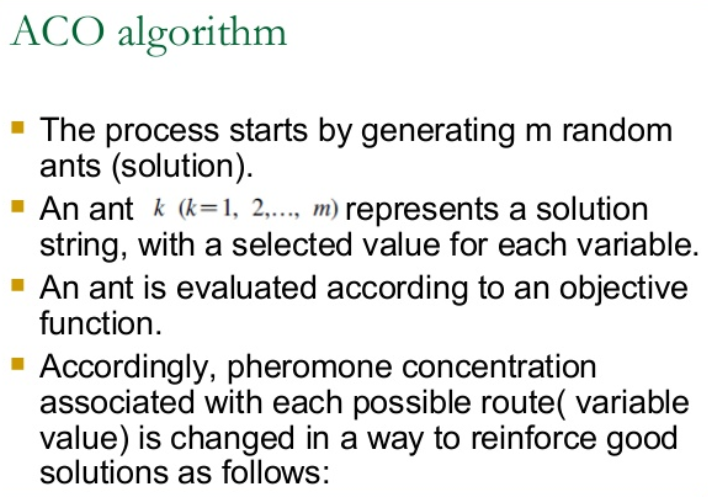 ACO algorithm
The process starts by generating m random
ants (solution).
An ant k (k=1, 2,..., m) represents a solution
string, with a selected value for each variable.
An ant is evaluated according to an objective
function.
Accordingly, pheromone concentration
associated with each possible route( variable
value) is changed in a way to reinforce good
solutions as follows: